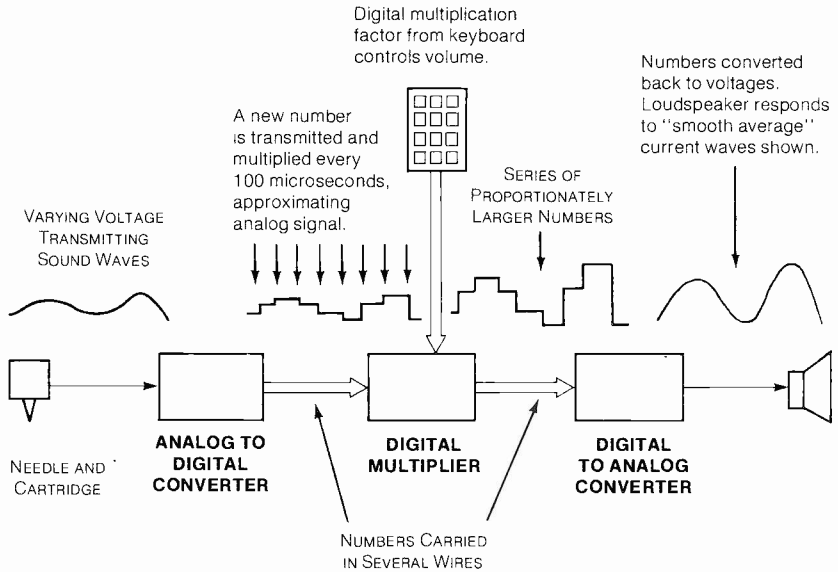 Digital multiplication
factor from keyboard
controls volume.
Numbers converted
back to voltages.
Loudspeaker responds
to "smooth average"
current waves shown.
A new number
is transmitted and
multiplied every
100 microseconds,
approximating
analog signal.
SERIES OF
PROPORTIONATELY
LARGER NUMBERS
VARYING VOLTAGE
TRANSMITTING
SOUND WAVES
NEEDLE AND
CARTRIDGE
ANALOG TO
DIGITAL
CONVERTER
DIGITAL
MULTIPLIER
DIGITAL
TO ANALOG
CONVERTER
NUMBERS CARRIED
IN SEVERAL WIRES